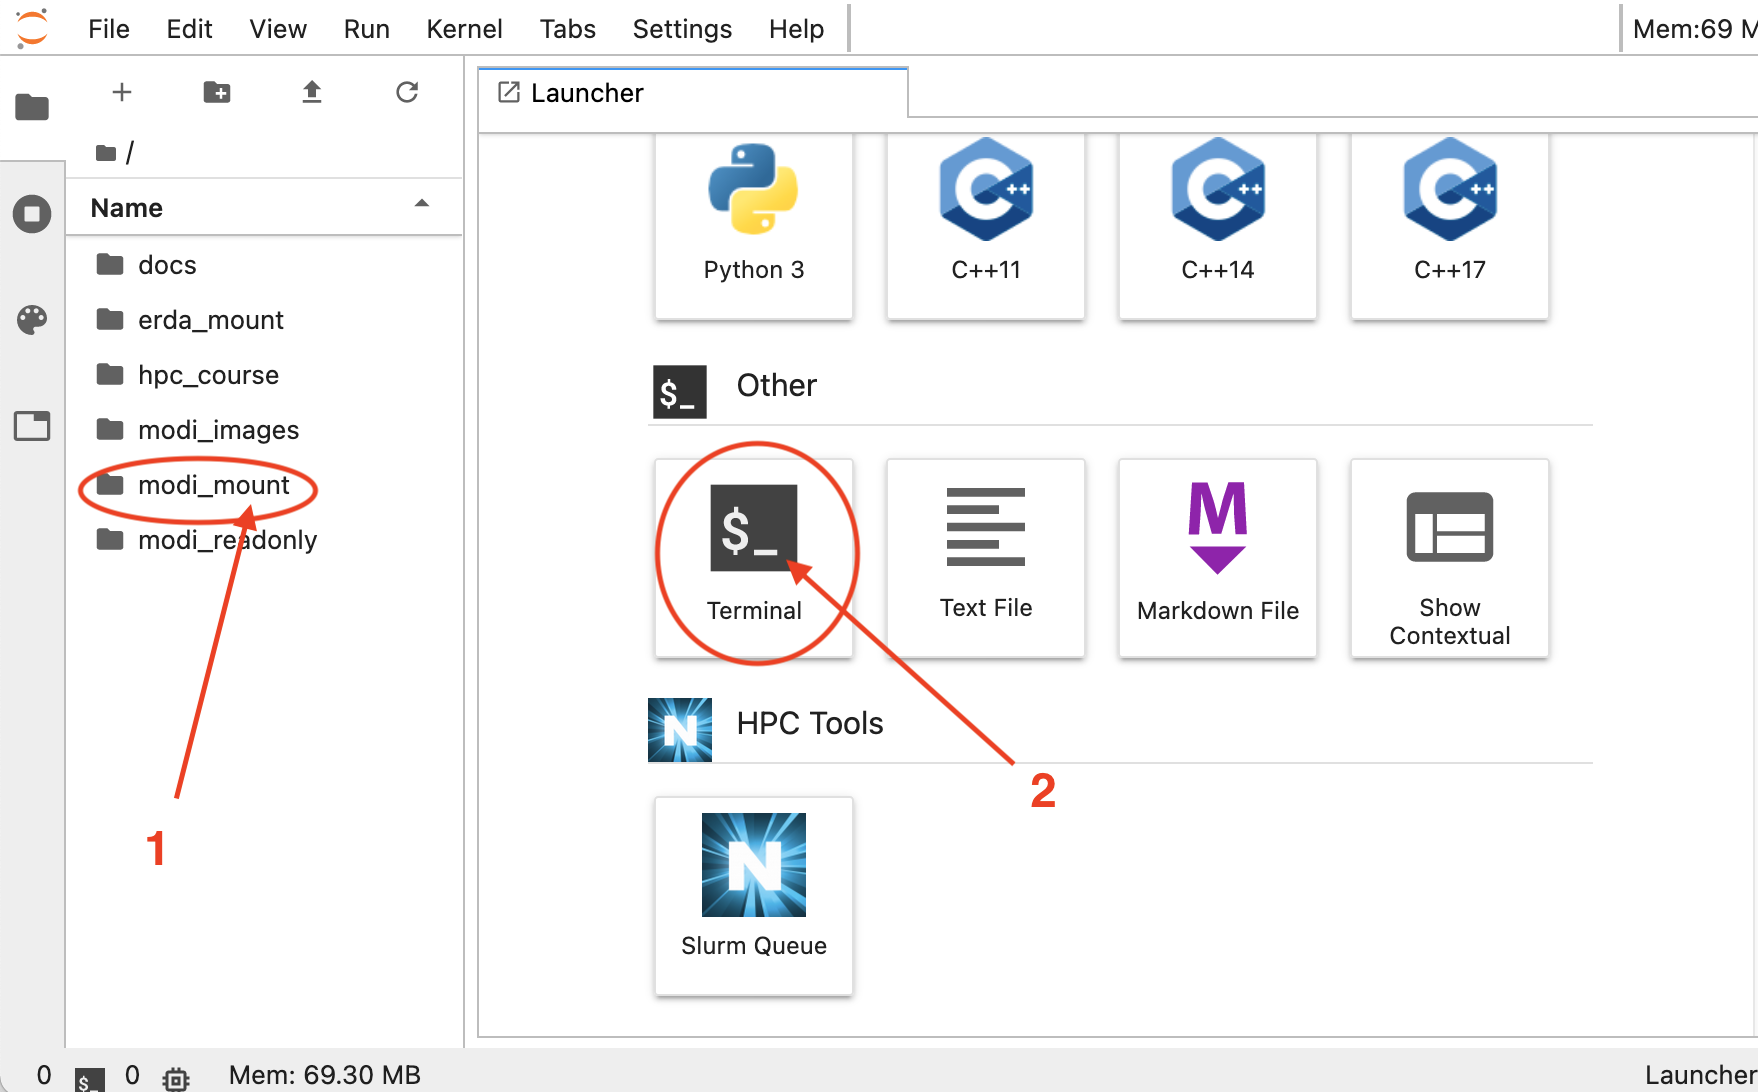 File Edit View Run Kernel Tabs Settings Help
Mem:69 M
/
Name
docs
erda_mount
hpc_course
modi_images
modi_mount
modi_readonly
1
Launcher
Python 3
C++11
C++14
C++17
$_ Other
$_
Terminal
Text File
Markdown File
Show
Contextual
N HPC Tools
2
N
Slurm Queue
0 $_ 0 Mem: 69.30 MB
Launcher